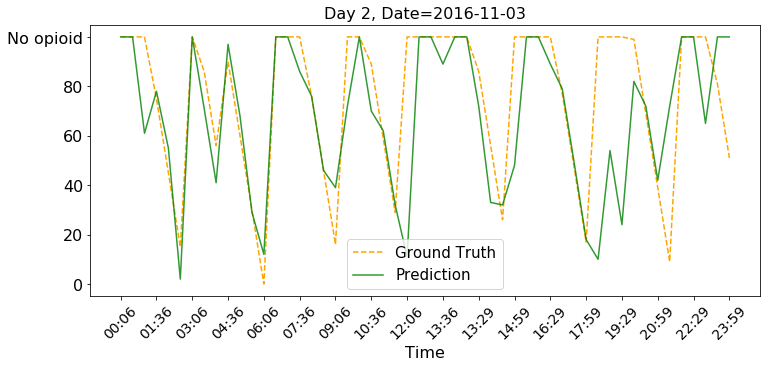 Day 2, Date=2016-11-03
No opioid
80
60
40
20
0
Ground Truth
Prediction
00:06 01:36 03:06 04:36 06:06 07:36 09:06 10:36 12:06 13:36 13:29 14:59 16:29 17:59 19:29 20:59 22:29 23:59
Time